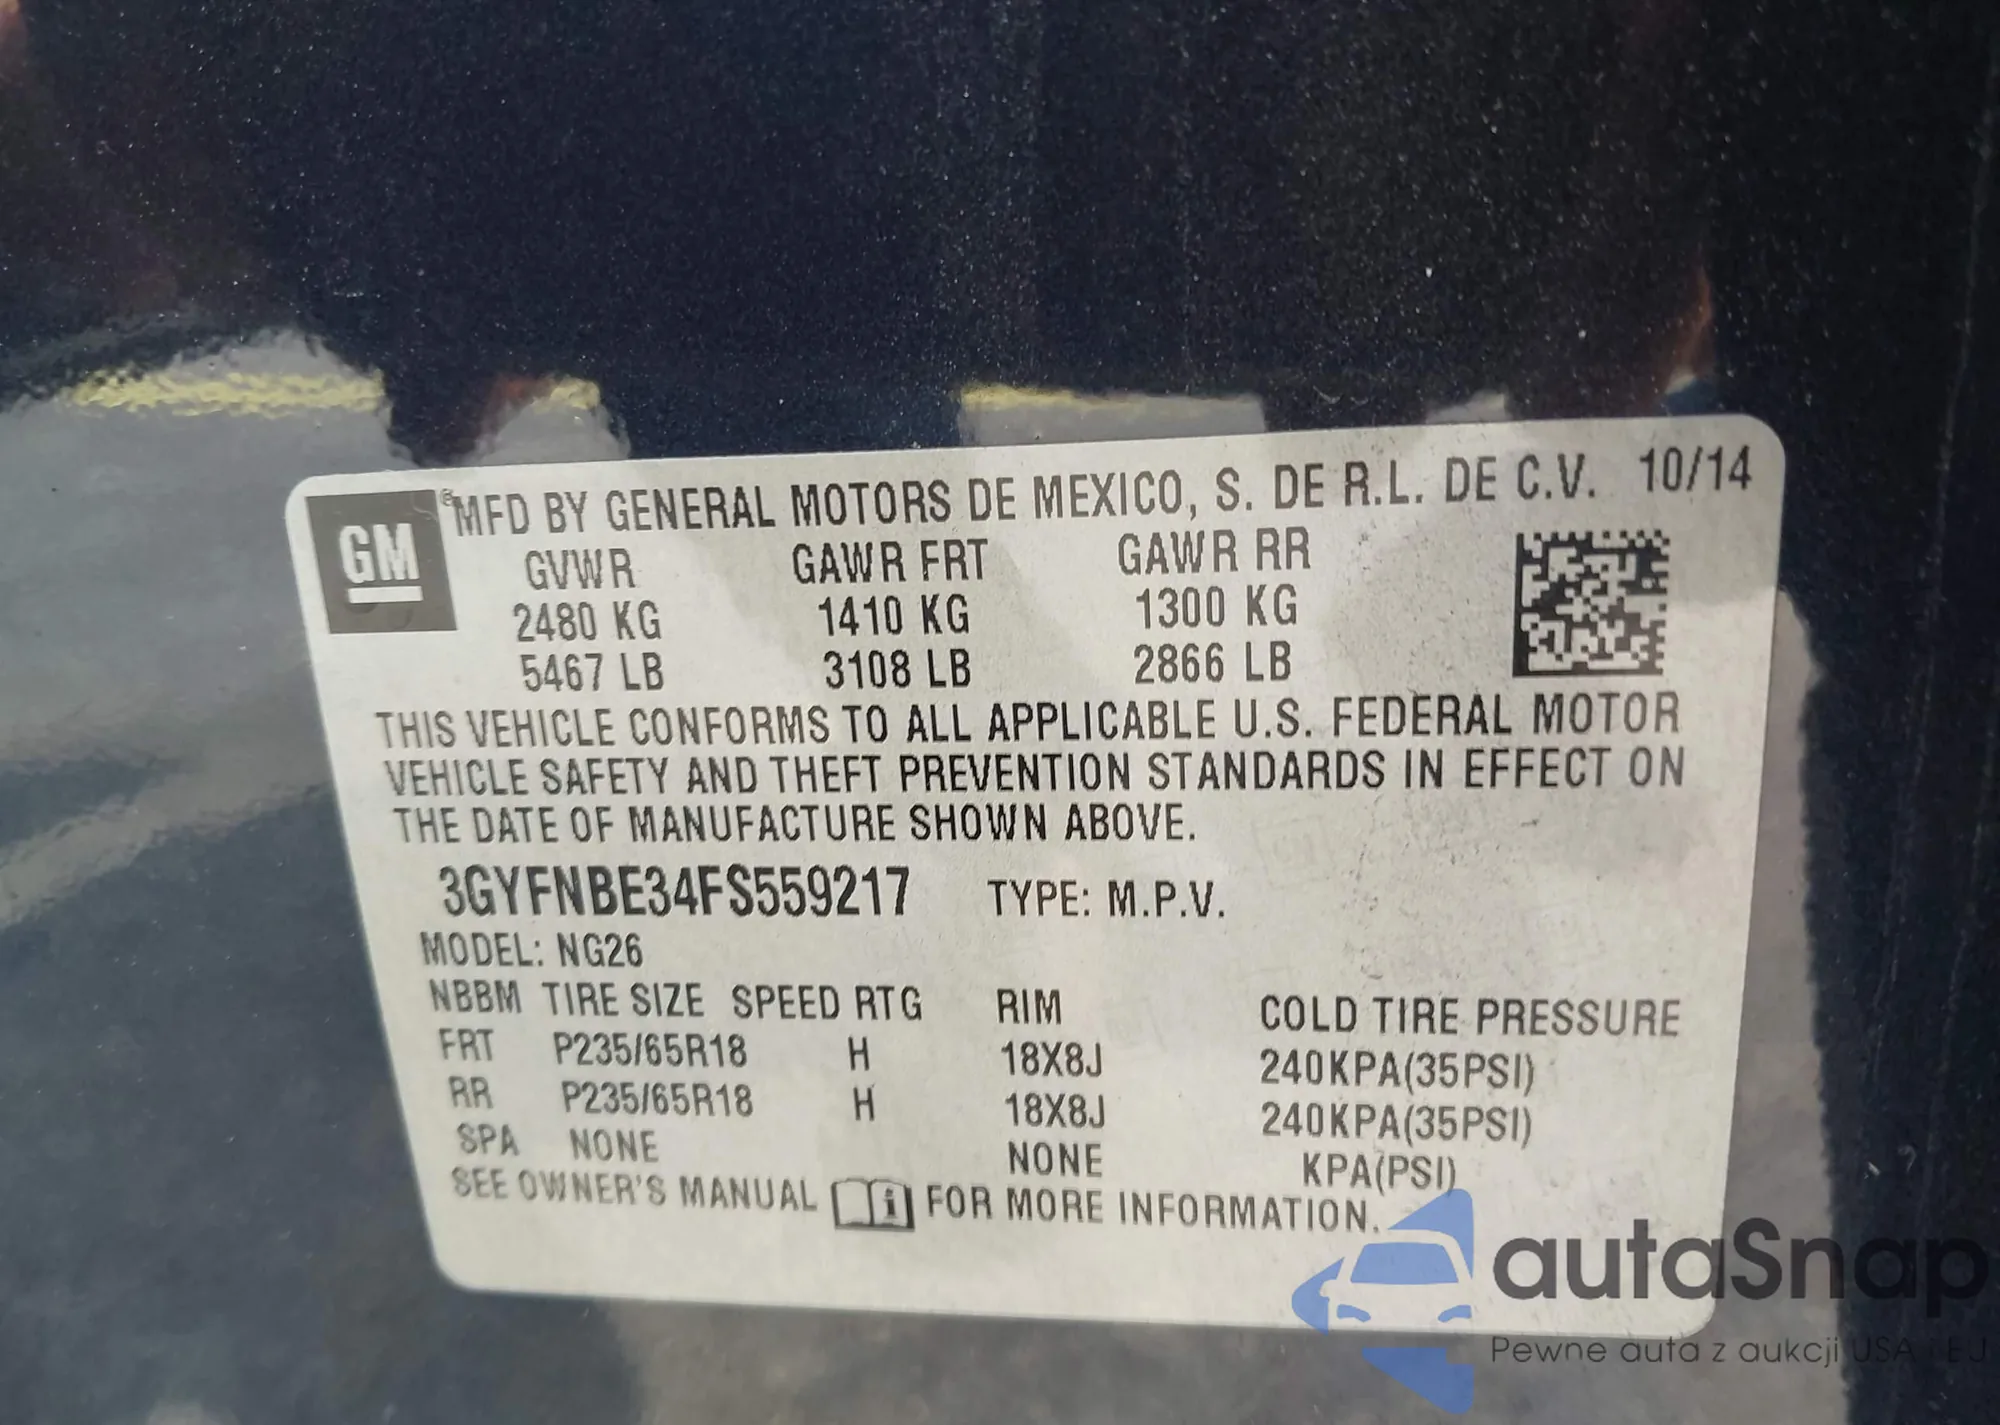 GM
® MFD BY GENERAL MOTORS DE MEXICO, S. DE R.L. DE C.V. 10/14
GVWR GAWR FRT GAWR RR
2480 KG 1410 KG 1300 KG
5467 LB 3108 LB 2866 LB
THIS VEHICLE CONFORMS TO ALL APPLICABLE U.S. FEDERAL MOTOR
VEHICLE SAFETY AND THEFT PREVENTION STANDARDS IN EFFECT ON
THE DATE OF MANUFACTURE SHOWN ABOVE.
3GYFNBE34FS559217 TYPE: M.P.V.
MODEL: NG26
NBBM TIRE SIZE SPEED RTG RIM COLD TIRE PRESSURE
FRT P235/65R18 H 18X8J 240KPA(35PSI)
RR P235/65R18 H 18X8J 240KPA(35PSI)
SPA NONE NONE KPA(PSI)
SEE OWNER'S MANUAL i FOR MORE INFORMATION.
autaSnap
Pewne auta z aukcji USA i EU